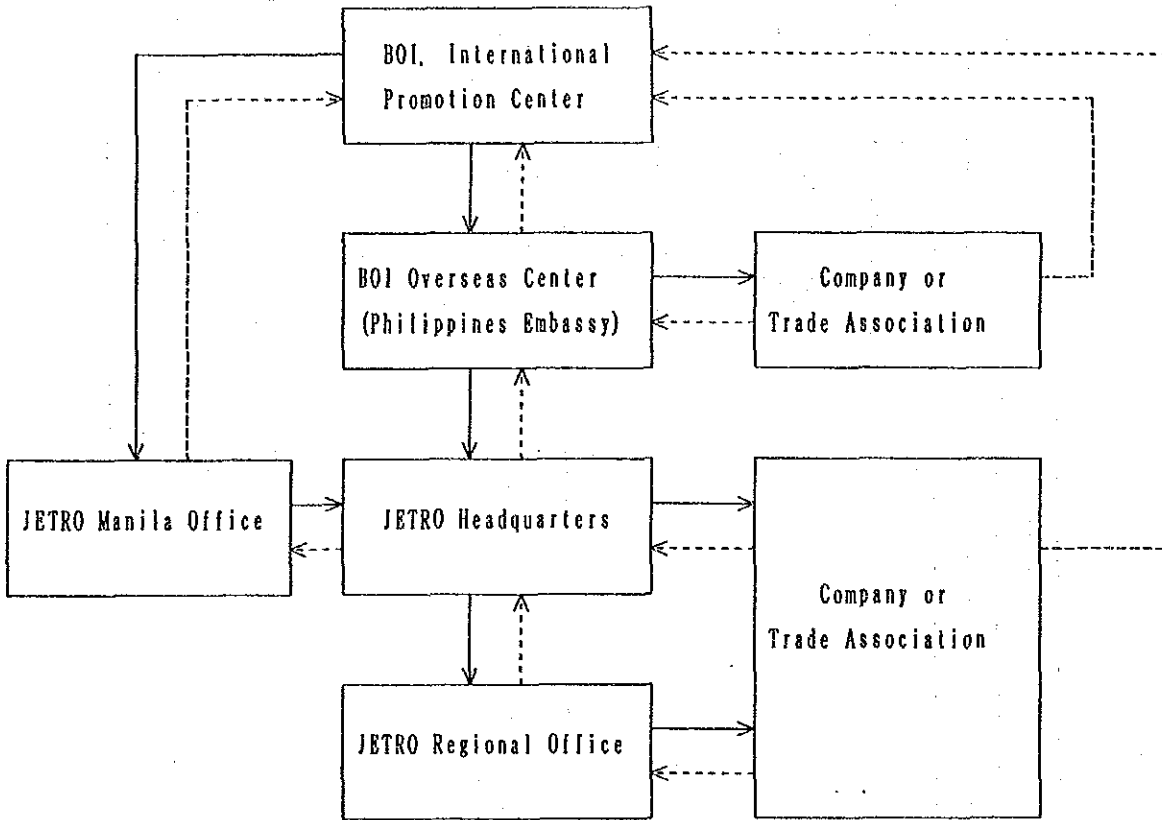 BOI, International
Promotion Center
BOI Overseas Center
(Philippines Embassy)
Company or
Trade Association
JETRO Manila Office
JETRO Headquarters
Company or
Trade Association
JETRO Regional Office